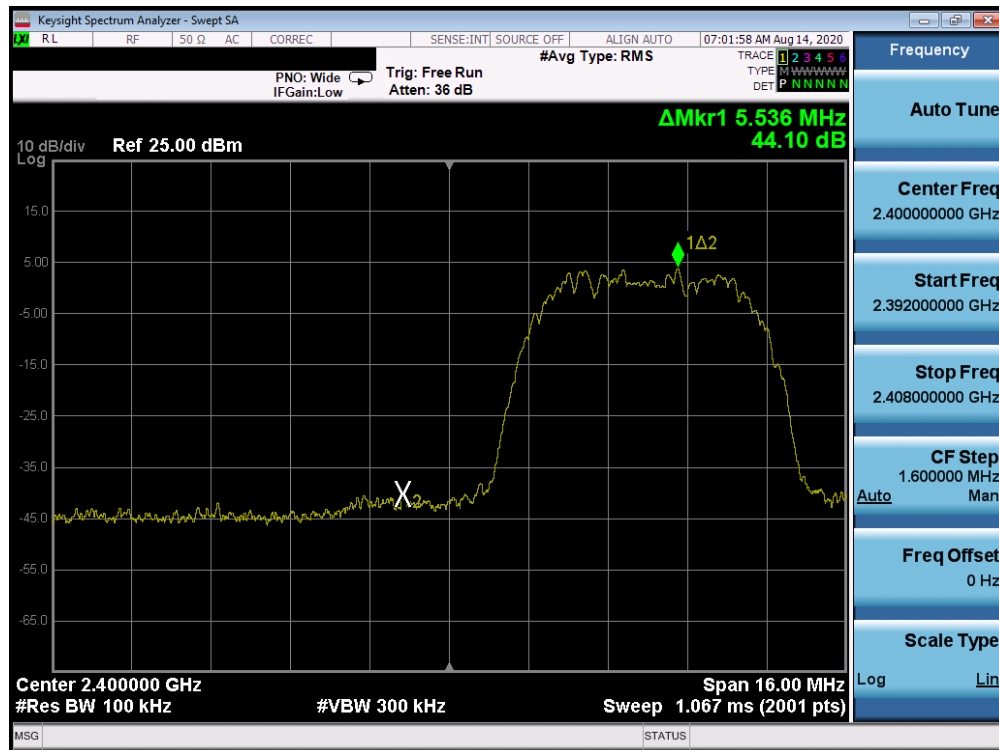 Keysight Spectrum Analyzer - Swept SA
LXI RL RF 50 Ω AC CORREC SENSE:INT SOURCE OFF ALIGN AUTO 07:01:58 AM Aug 14, 2020
#Avg Type: RMS
TRACE 1 2 3 4 5 6
PNO: Wide Trig: Free Run
TYPE M WWWWW
IFGain:Low Atten: 36 dB
DET P N N N N N
ΔMkr1 5.536 MHz
44.10 dB
10 dB/div Ref 25.00 dBm
Log
15.0
1Δ2
5.00
-5.00
-15.0
-25.0
-35.0
X2
-45.0
-55.0
-65.0
Center 2.400000 GHz Span 16.00 MHz
#Res BW 100 kHz #VBW 300 kHz Sweep 1.067 ms (2001 pts)
MSG STATUS
Frequency
Auto Tune
Center Freq
2.400000000 GHz
Start Freq
2.392000000 GHz
Stop Freq
2.408000000 GHz
CF Step
1.600000 MHz
Auto Man
Freq Offset
0 Hz
Scale Type
Log Lin